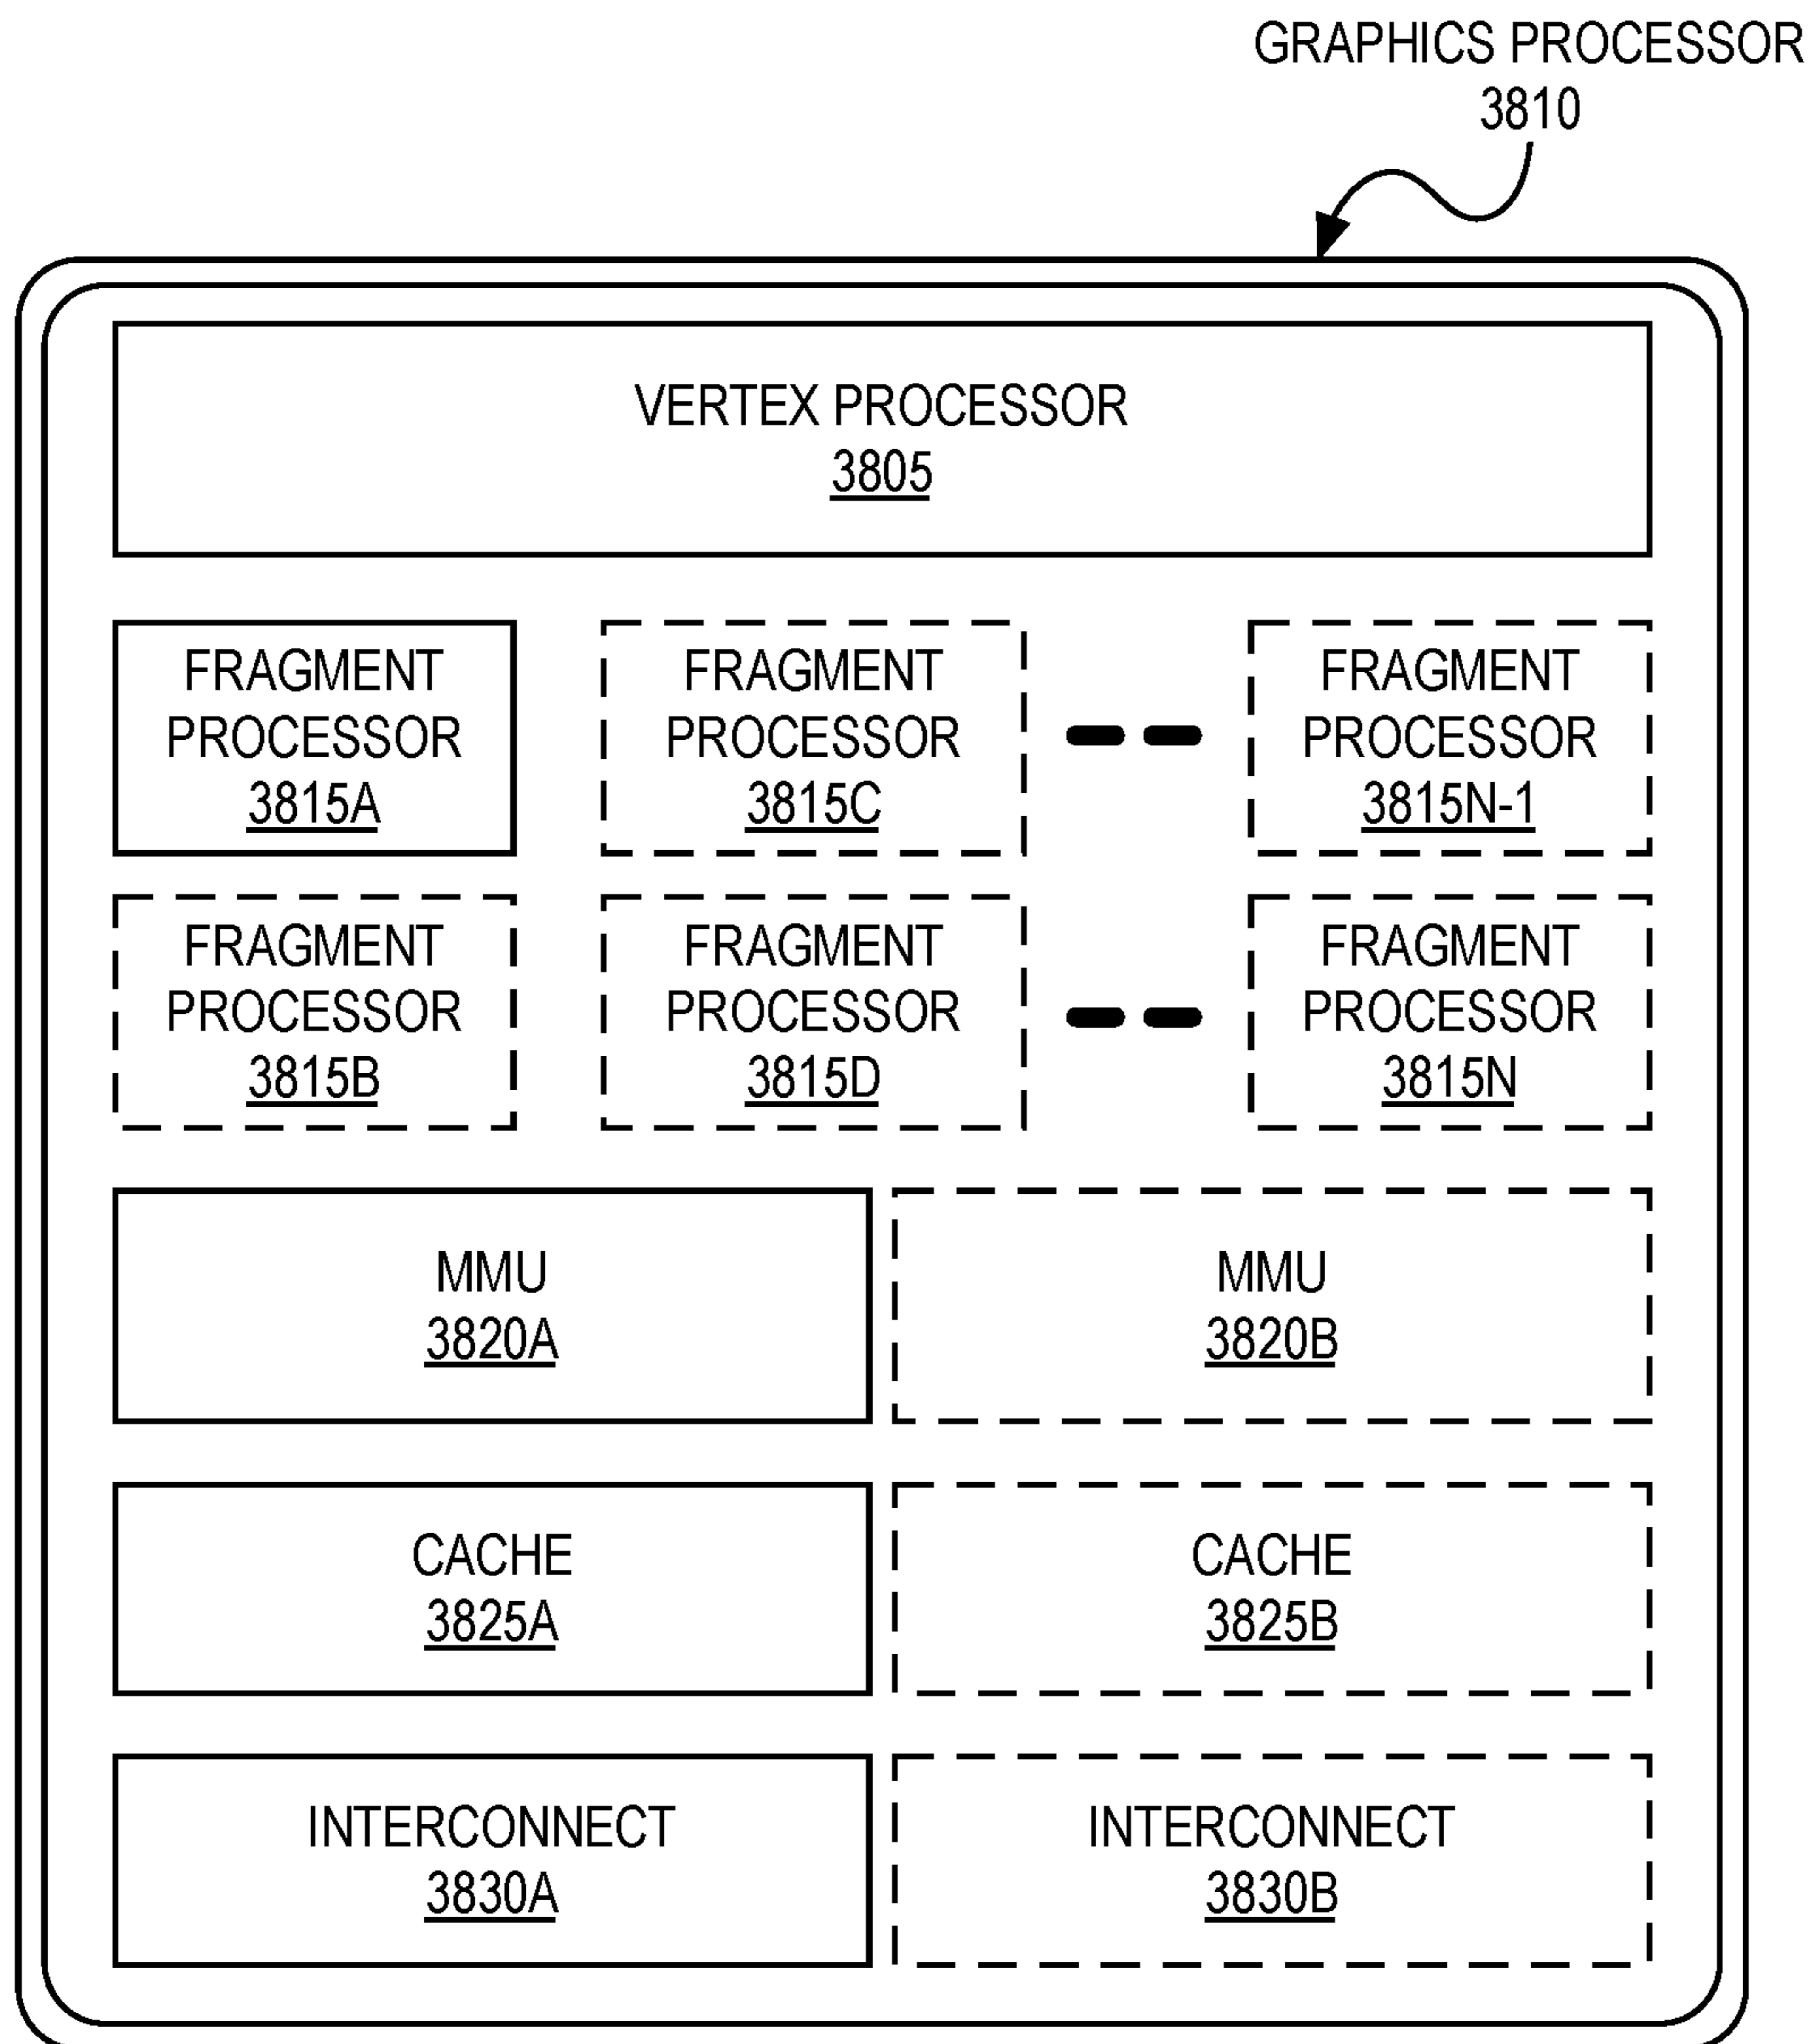 GRAPHICS PROCESSOR
3810
VERTEX PROCESSOR
3805
FRAGMENT
PROCESSOR
3815A
FRAGMENT
PROCESSOR
3815C
FRAGMENT
PROCESSOR
3815N-1
FRAGMENT
PROCESSOR
3815B
FRAGMENT
PROCESSOR
3815D
FRAGMENT
PROCESSOR
3815N
MMU
3820A
MMU
3820B
CACHE
3825A
CACHE
3825B
INTERCONNECT
3830A
INTERCONNECT
3830B